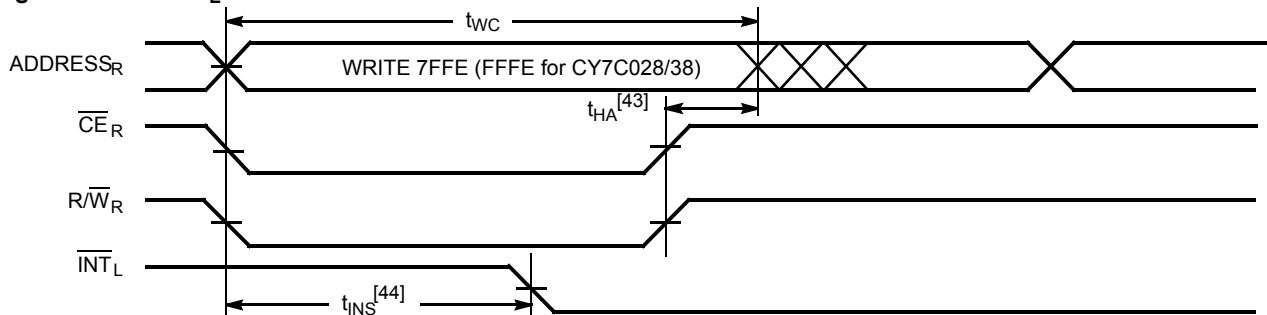 L
tWC
ADDRESSR
WRITE 7FFE (FFFE for CY7C028/38)
tHA[43]
CER
R/WR
INTL
tINS[44]